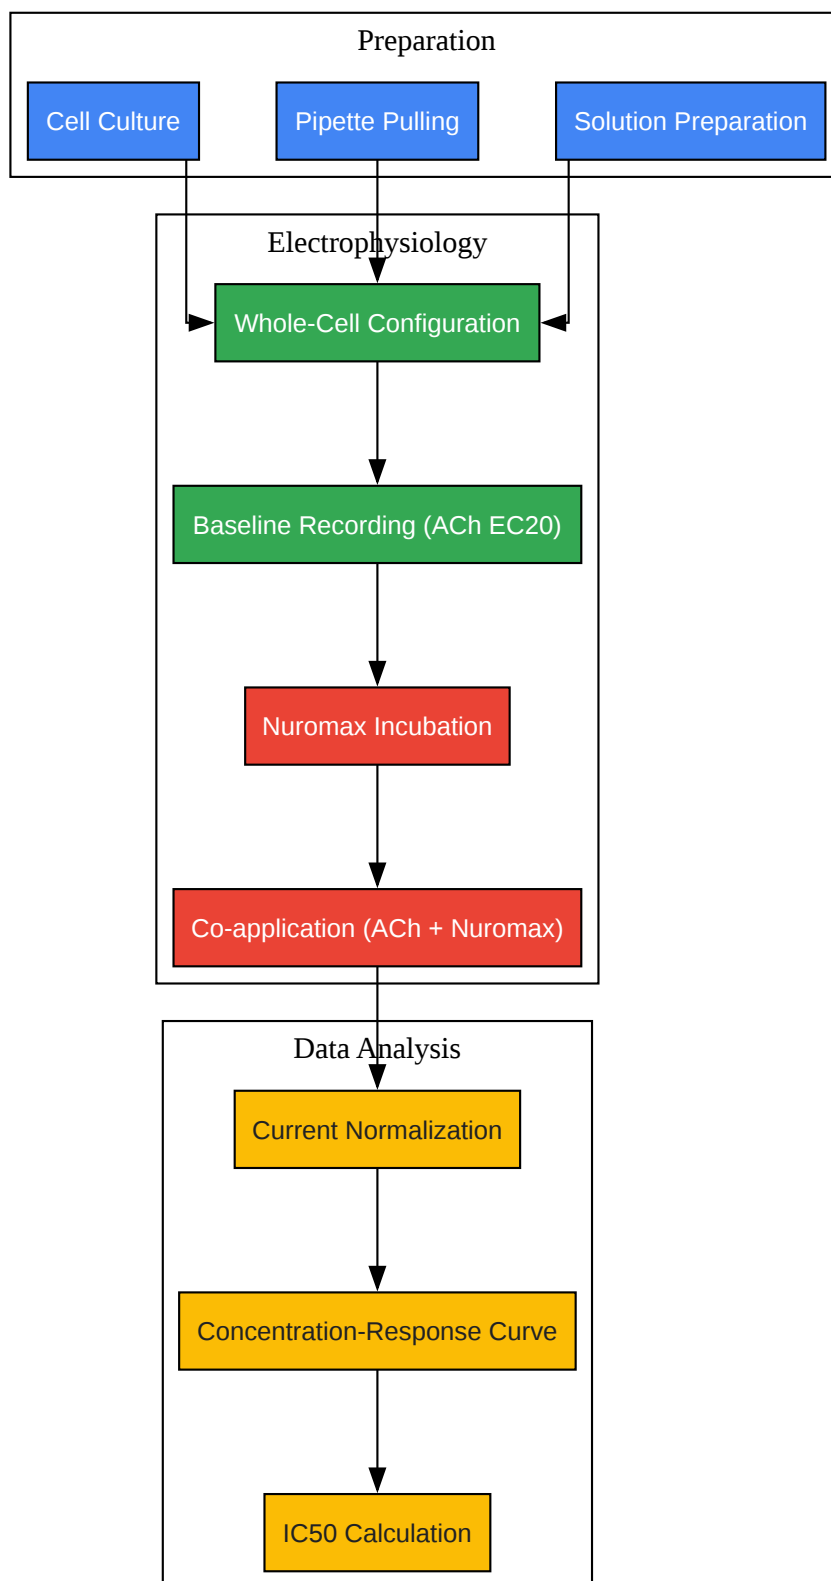 Preparation
Cell Culture
Pipette Pulling
Solution Preparation
Electrophysiology
Whole-Cell Configuration
Baseline Recording (ACh EC20)
Nuromax Incubation
Co-application (ACh + Nuromax)
Data Analysis
Current Normalization
Concentration-Response Curve
IC50 Calculation